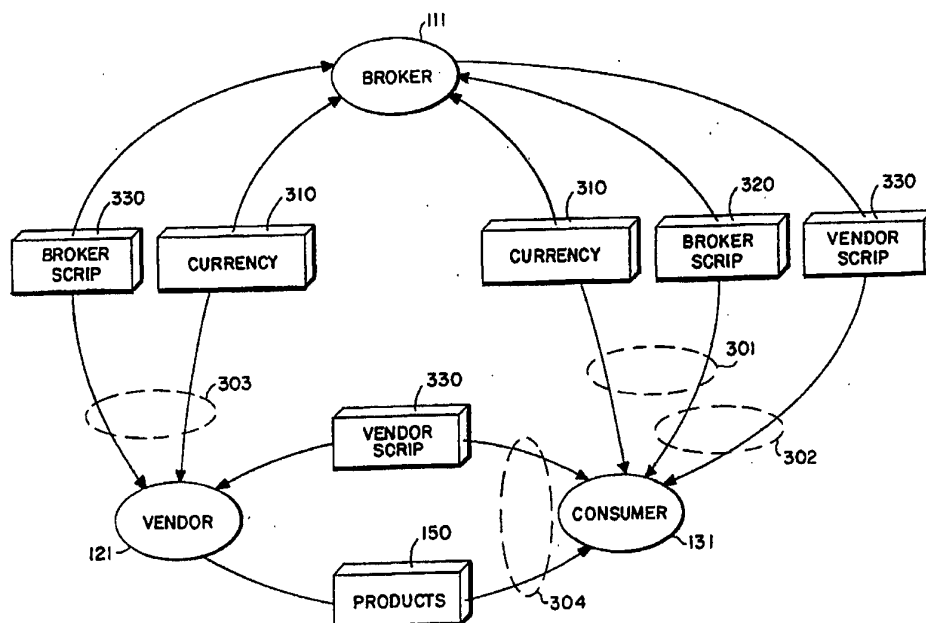 111
BROKER
330
310
310
320
330
BROKER
SCRIP
CURRENCY
CURRENCY
BROKER
SCRIP
VENDOR
SCRIP
301
303
330
VENDOR
SCRIP
302
VENDOR
CONSUMER
121
131
150
PRODUCTS
304